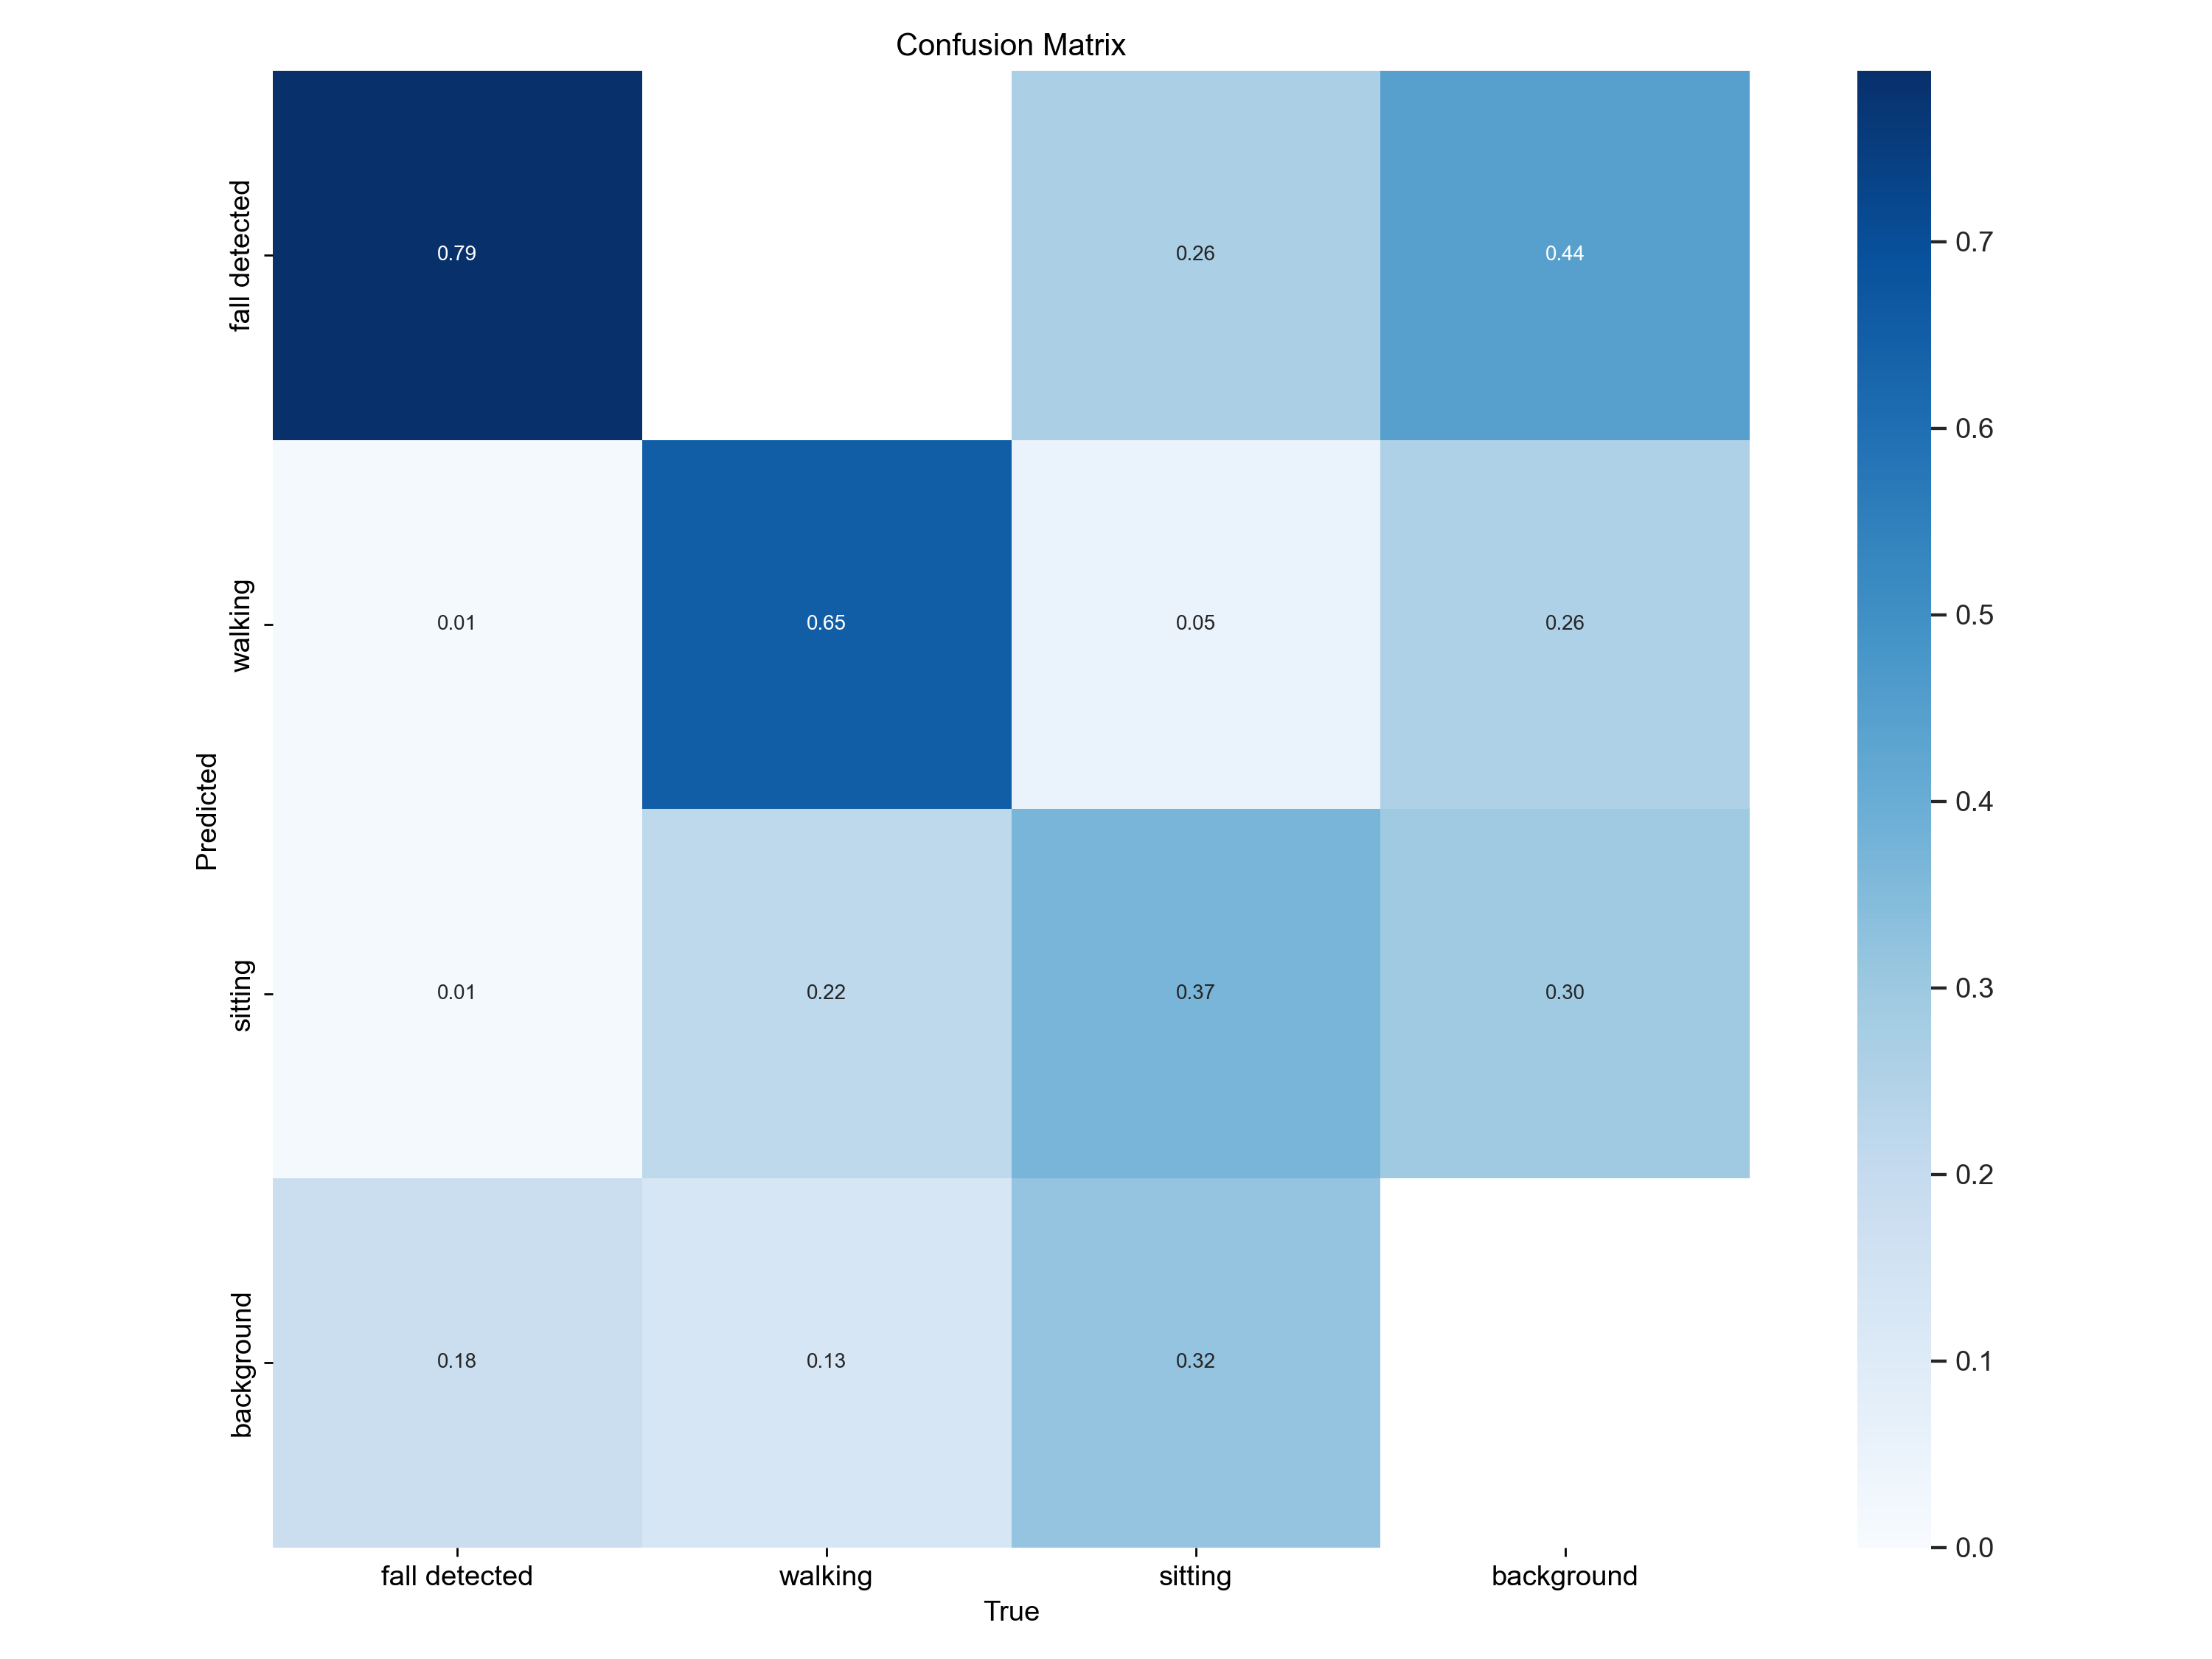 Confusion Matrix
fall detected
0.79
0.26
0.44
walking
0.01
0.65
0.05
0.26
sitting
0.01
0.22
0.37
0.30
background
0.18
0.13
0.32
Predicted
fall detected
walking
sitting
background
True
0.7
0.6
0.5
0.4
0.3
0.2
0.1
0.0